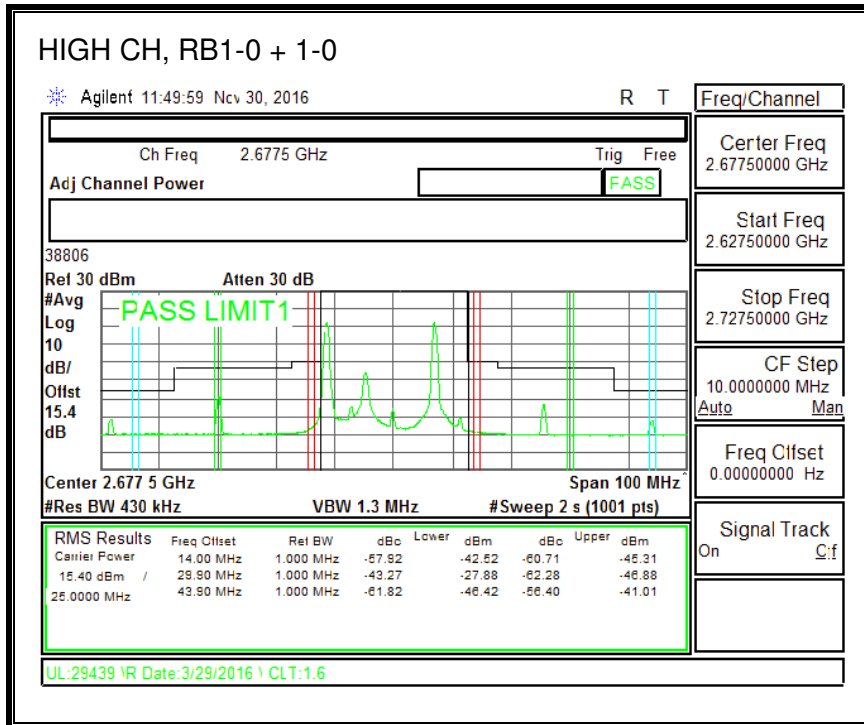 HIGH CH, RB1-0 + 1-0
Agilent 11:49:59 Nov 30, 2016 R T
Ch Freq 2.6775 GHz Trig Free
Adj Channel Power PASS
38806
Ref 30 dBm Atten 30 dB
#Avg
Log
10
dB/
Offst
15.4
dB
PASS LIMIT1
Center 2.677 5 GHz Span 100 MHz^
#Res BW 430 kHz VBW 1.3 MHz #Sweep 2 s (1001 pts)
RMS Results Freq Offset Ref BW dBc Lower dBm dBc Upper dBm
Carrier Power 14.00 MHz 1.000 MHz -57.92 -42.52 -60.71 -45.31
15.40 dBm / 29.90 MHz 1.000 MHz -43.27 -27.88 -62.28 -46.88
25.0000 MHz 43.90 MHz 1.000 MHz -61.82 -46.42 -56.40 -41.01
UL:29439 \R Date:3/29/2016 \ CLT:1.6
Freq/Channel
Center Freq
2.67750000 GHz
Start Freq
2.62750000 GHz
Stop Freq
2.72750000 GHz
CF Step
10.0000000 MHz
Auto Man
Freq Offset
0.00000000 Hz
Signal Track
On Off